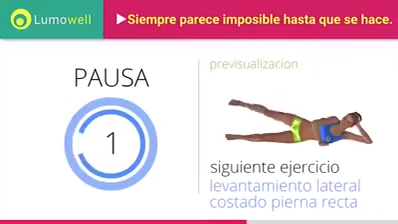 Lumowell
▶Siempre parece imposible hasta que se hace.
PAUSA
1
previsualizacion
siguiente ejercicio
levantamiento lateral
costado pierna recta